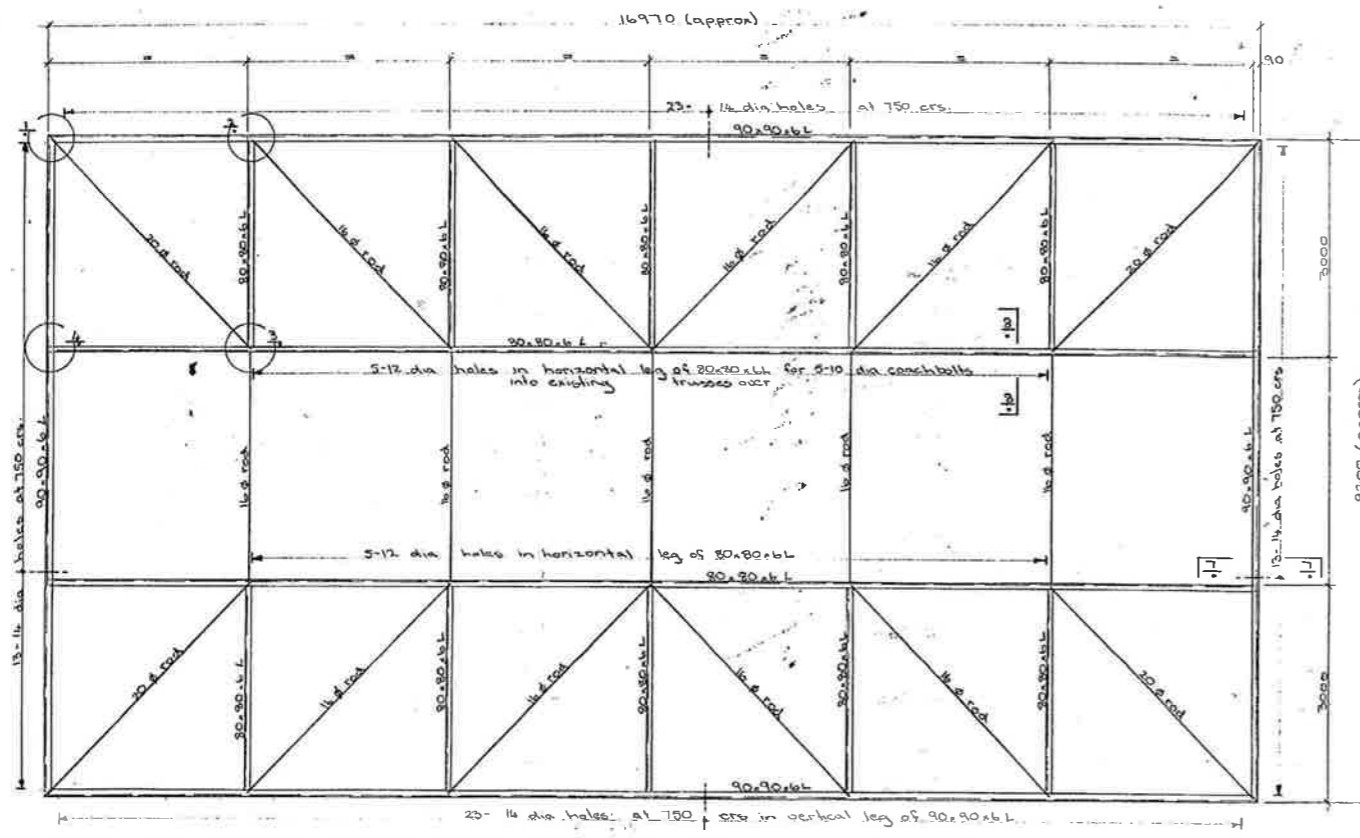 16970 (approx)
90
23- 14 dia holes at 750 crs.
90x90x6L
1
2
20 ø rod
80x80x6L
16 ø rod
80x80x6L
16 ø rod
80x80x6L
16 ø rod
80x80x6L
16 ø rod
80x80x6L
20 ø rod
3000
4
3
80x80x6L
5-12 dia holes in horizontal leg of 80x80x6L for 5-10 dia coachbolts
into existing trusses over
13-14 dia holes at 750 crs.
90x90x6L
16 ø rod
16 ø rod
16 ø rod
16 ø rod
16 ø rod
90x90x6L
13-14 dia holes at 750 crs
5-12 dia holes in horizontal leg of 80x80x6L
80x80x6L
20 ø rod
80x80x6L
16 ø rod
80x80x6L
16 ø rod
80x80x6L
16 ø rod
80x80x6L
16 ø rod
80x80x6L
20 ø rod
3000
90x90x6L
23- 14 dia holes at 750 crs in vertical leg of 90x90x6L